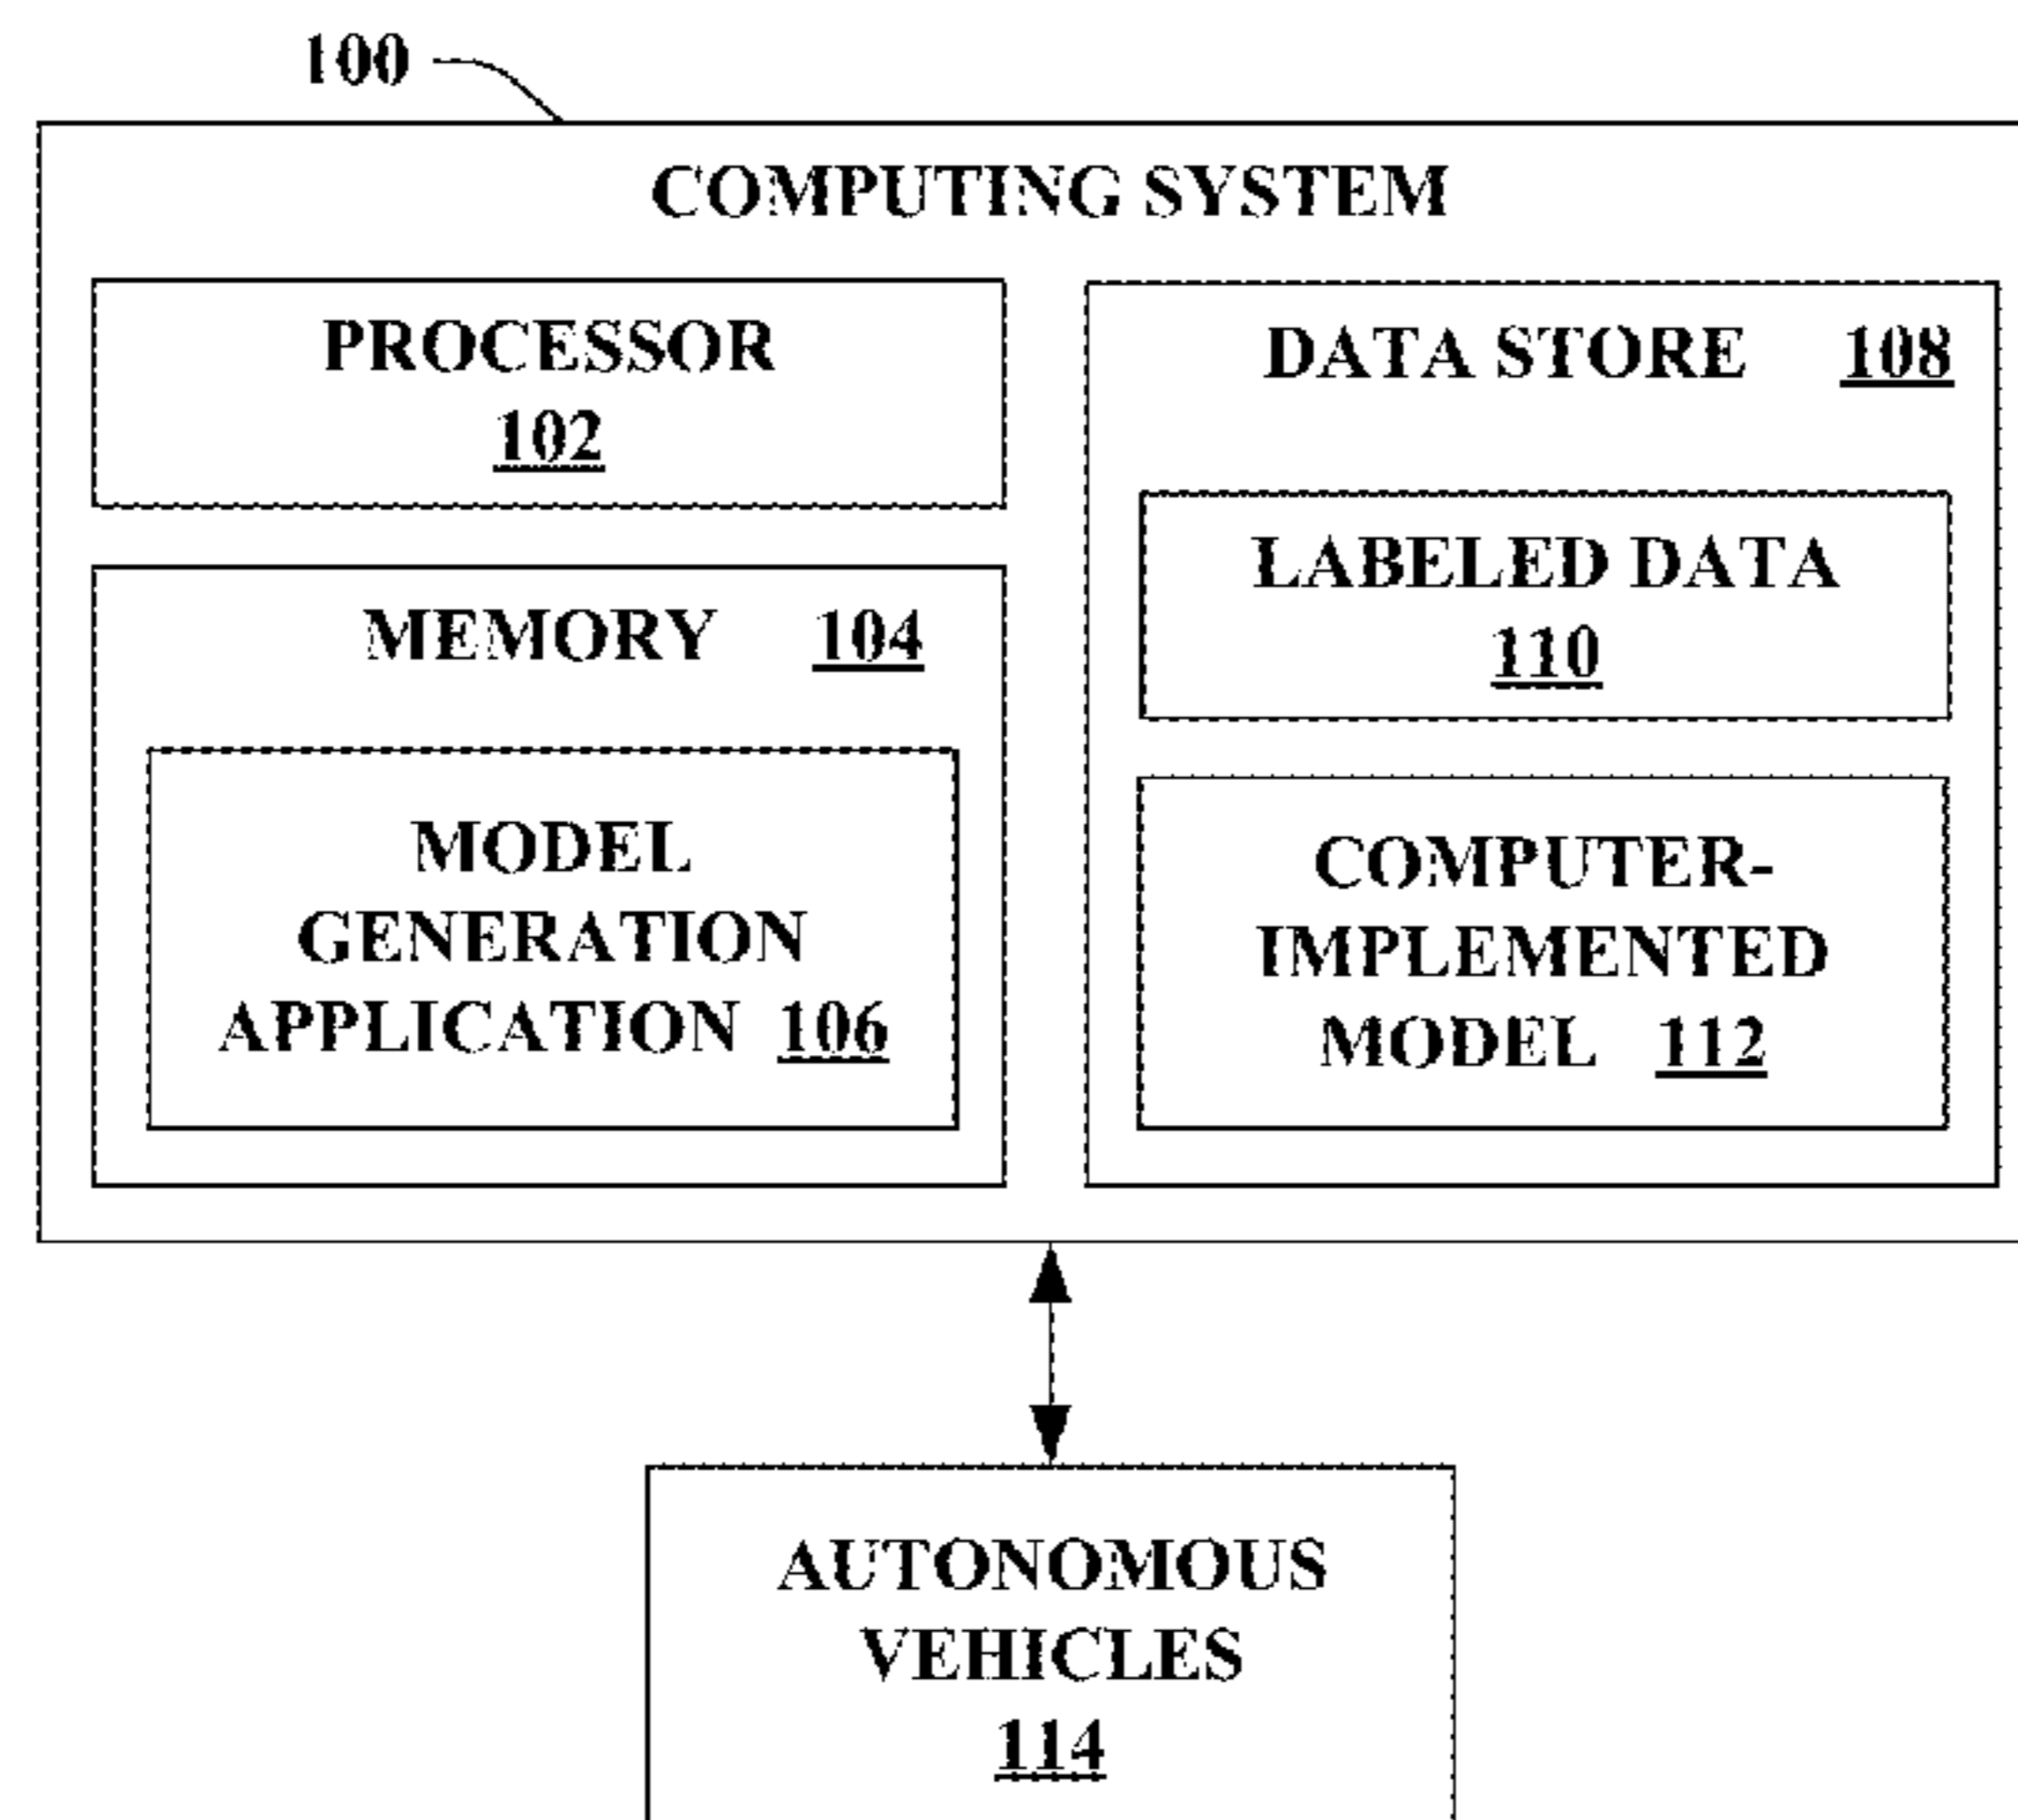 100
COMPUTING SYSTEM
PROCESSOR
102
MEMORY 104
MODEL
GENERATION
APPLICATION 106
DATA STORE 108
LABELED DATA
110
COMPUTER-
IMPLEMENTED
MODEL 112
AUTONOMOUS
VEHICLES
114